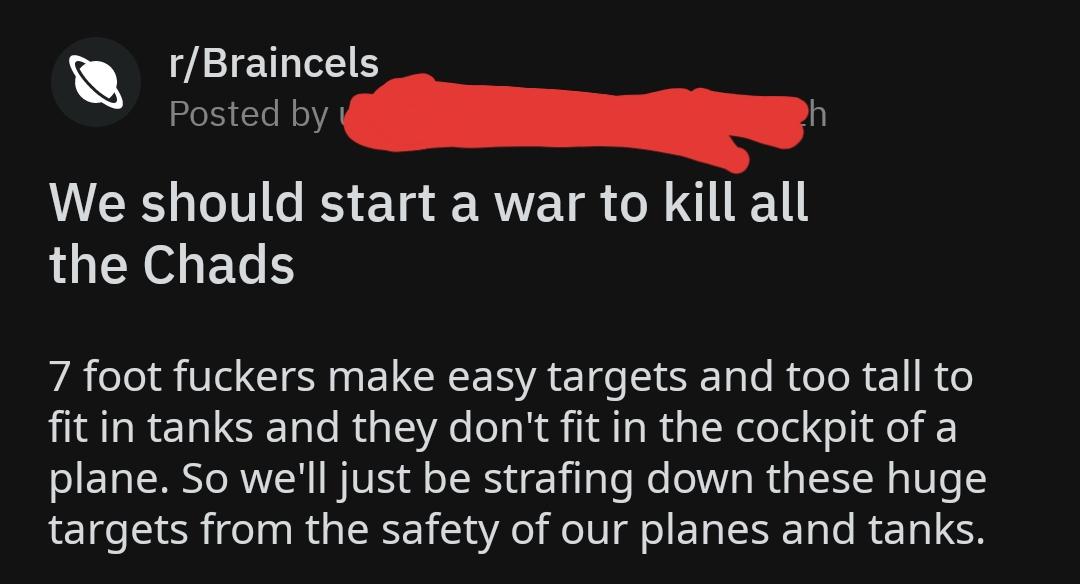 r/Braincels
Posted by
We should start a war to kill all
the Chads
7 foot fuckers make easy targets and too tall to
fit in tanks and they don't fit in the cockpit of a
plane. So we'll just be strafing down these huge
targets from the safety of our planes and tanks.